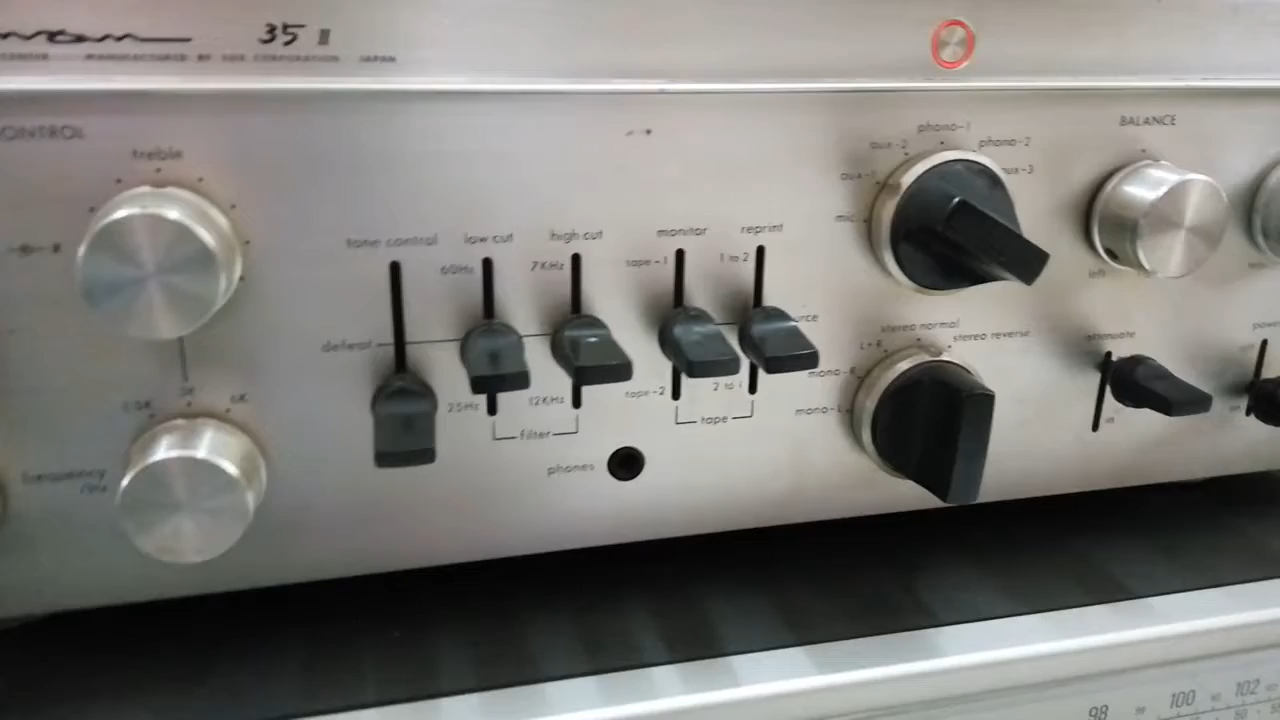 35 II
MANUFACTURED BY LUX CORPORATION JAPAN
treble
tone control
low cut
high cut
monitor
reprint
60Hz
7KHz
tape-1
1 to 2
defeat
25Hz
12KHz
tape-2
2 to 1
filter
tape
phones
frequency
phono-1
aux-2
phono-2
aux-1
aux-3
mic
stereo normal
L+R
stereo reverse
mono-R
mono-L
BALANCE
left
attenuate
98
100
102